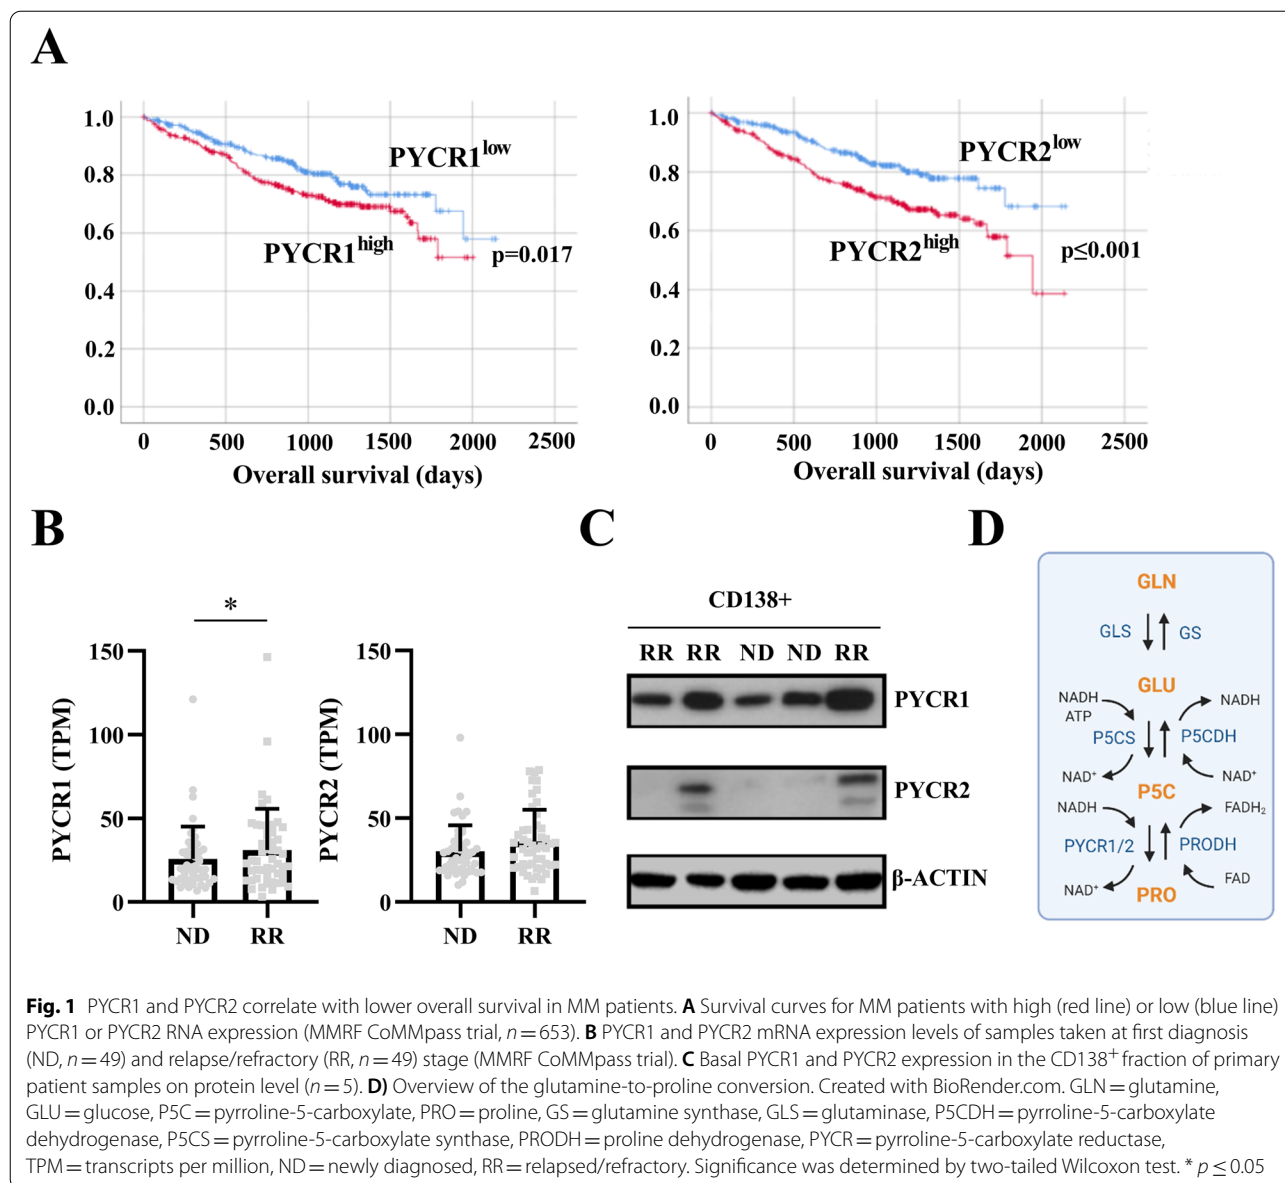 A
1.0
0.8
0.6
0.4
0.2
0.0
PYCR1low
PYCR1high
p=0.017
0 500 1000 1500 2000 2500
Overall survival (days)
1.0
0.8
0.6
0.4
0.2
0.0
PYCR2low
PYCR2high
p≤0.001
0 500 1000 1500 2000 2500
Overall survival (days)
B
PYCR1 (TPM)
150
100
50
0
*
ND RR
PYCR2 (TPM)
150
100
50
0
ND RR
C
CD138+
RR RR ND ND RR
PYCR1
PYCR2
β-ACTIN
D
GLN
GLS GS
GLU
NADH NADH
ATP
P5CS P5CDH
NAD+ NAD+
P5C
NADH FADH2
PYCR1/2 PRODH
NAD+ FAD
PRO
Fig. 1 PYCR1 and PYCR2 correlate with lower overall survival in MM patients. A Survival curves for MM patients with high (red line) or low (blue line)
PYCR1 or PYCR2 RNA expression (MMRF CoMMpass trial, n = 653). B PYCR1 and PYCR2 mRNA expression levels of samples taken at first diagnosis
(ND, n = 49) and relapse/refractory (RR, n = 49) stage (MMRF CoMMpass trial). C Basal PYCR1 and PYCR2 expression in the CD138+ fraction of primary
patient samples on protein level (n = 5). D) Overview of the glutamine-to-proline conversion. Created with BioRender.com. GLN = glutamine,
GLU = glucose, P5C = pyrroline-5-carboxylate, PRO = proline, GS = glutamine synthase, GLS = glutaminase, P5CDH = pyrroline-5-carboxylate
dehydrogenase, P5CS = pyrroline-5-carboxylate synthase, PRODH = proline dehydrogenase, PYCR = pyrroline-5-carboxylate reductase,
TPM = transcripts per million, ND = newly diagnosed, RR = relapsed/refractory. Significance was determined by two-tailed Wilcoxon test. * p ≤ 0.05